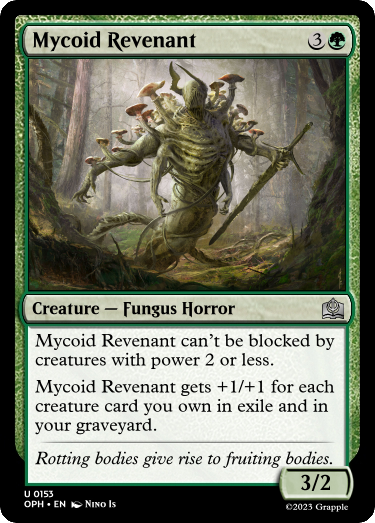 Mycoid Revenant 3
Creature — Fungus Horror
Mycoid Revenant can't be blocked by
creatures with power 2 or less.
Mycoid Revenant gets +1/+1 for each
creature card you own in exile and in
your graveyard.
Rotting bodies give rise to fruiting bodies.
3/2
U 0153
OPH • EN Nino Is
©2023 Grapple